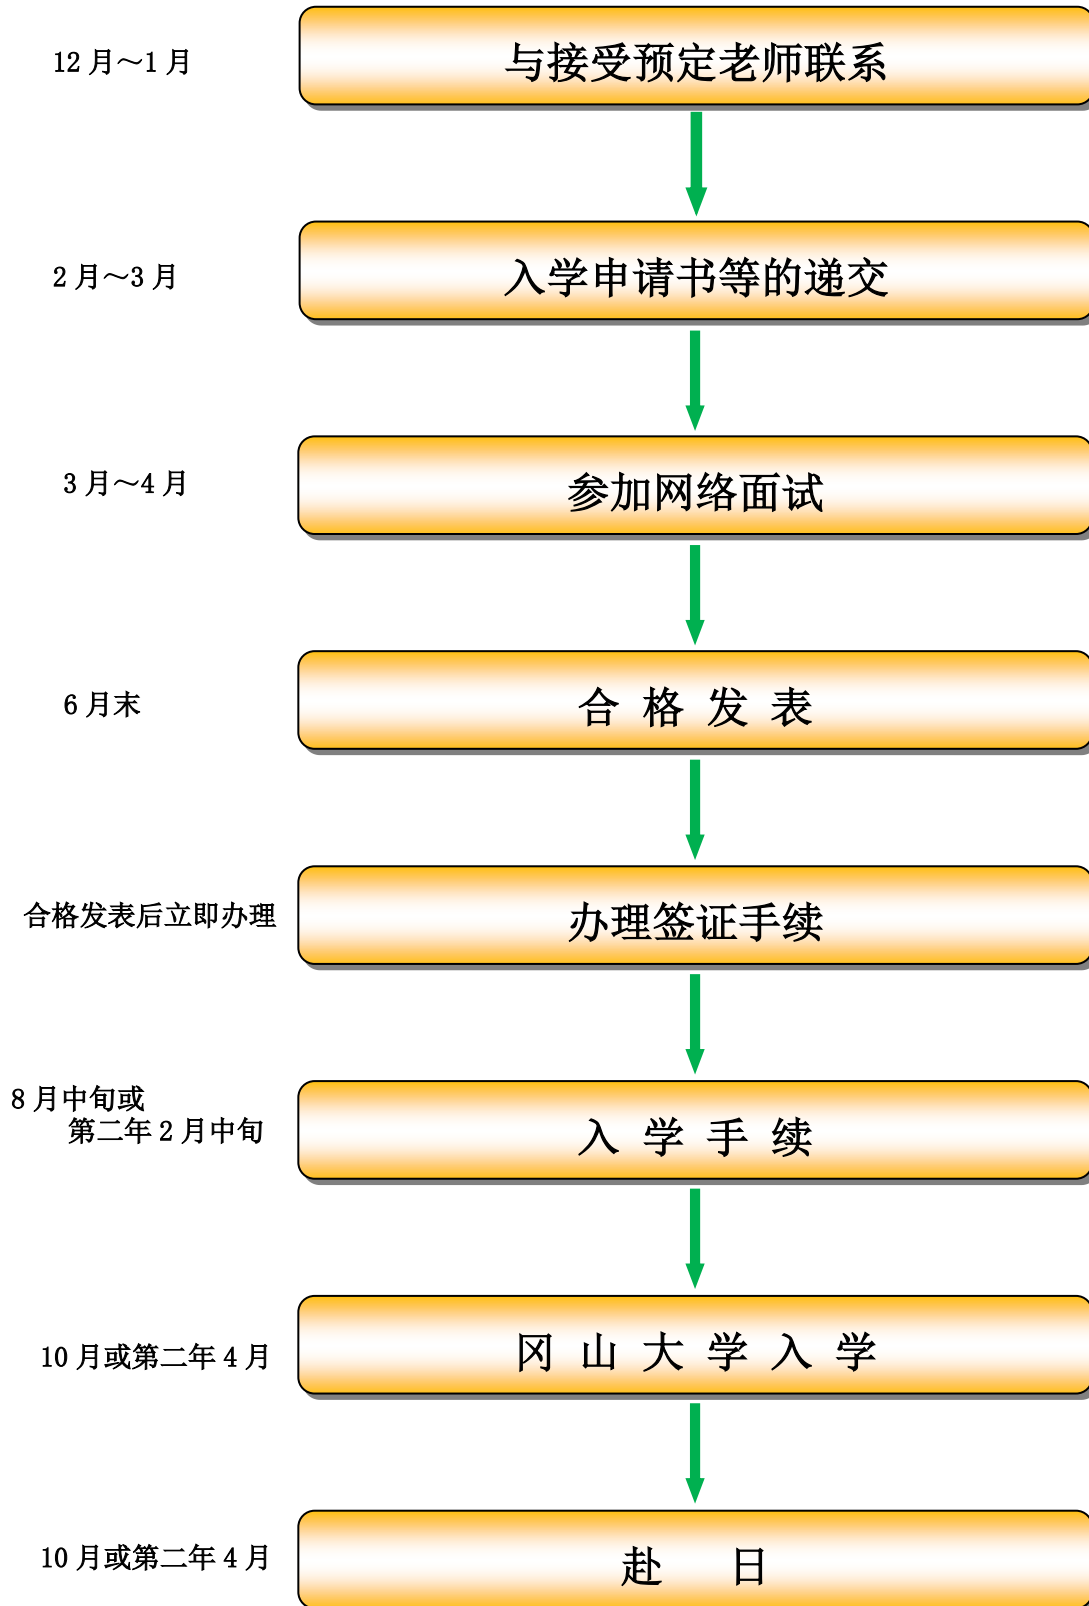 12月～1月
与接受预定老师联系
2月～3月
入学申请书等的递交
3月～4月
参加网络面试
6月末
合 格 发 表
合格发表后立即办理
办理签证手续
8月中旬或
第二年2月中旬
入 学 手 续
10月或第二年4月
冈 山 大 学 入 学
10月或第二年4月
赴 日